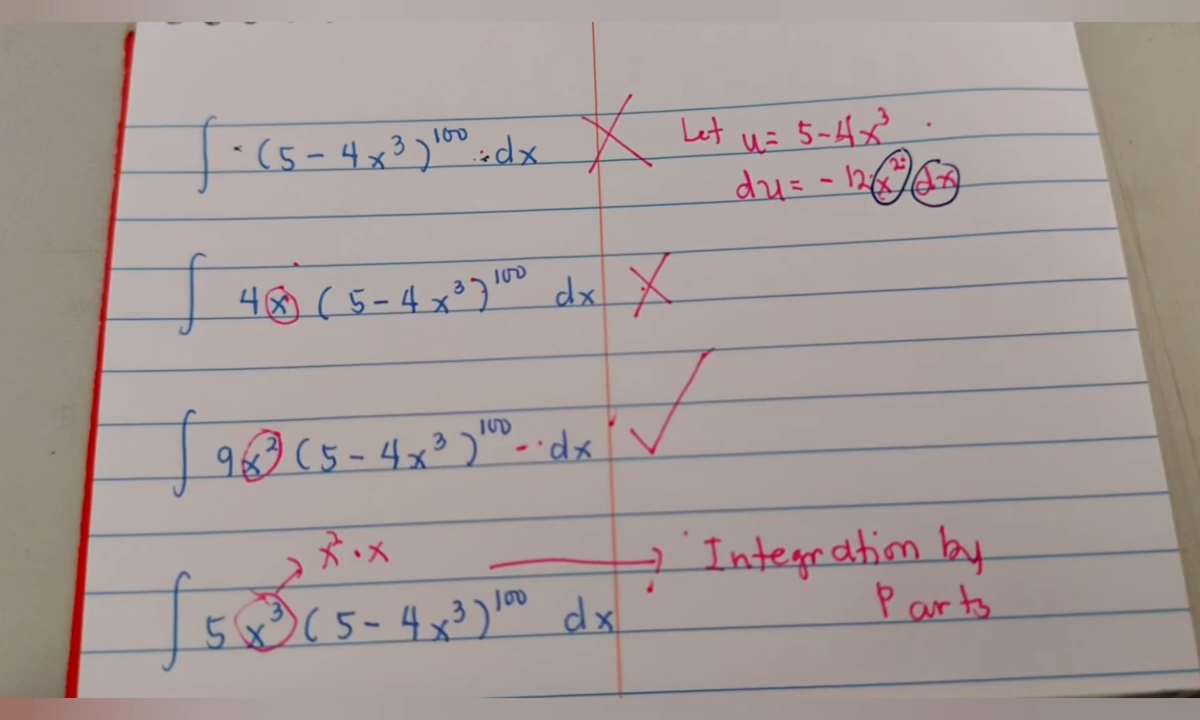 ∫ (5 - 4x³)¹⁰⁰ dx ✗ Let u = 5 - 4x³
du = - 12x² dx
∫ 4x (5 - 4x³)¹⁰⁰ dx ✗
∫ 9x² (5 - 4x³)¹⁰⁰ dx ✓
x² · x
→ Integration by
Parts
∫ 5x³ (5 - 4x³)¹⁰⁰ dx